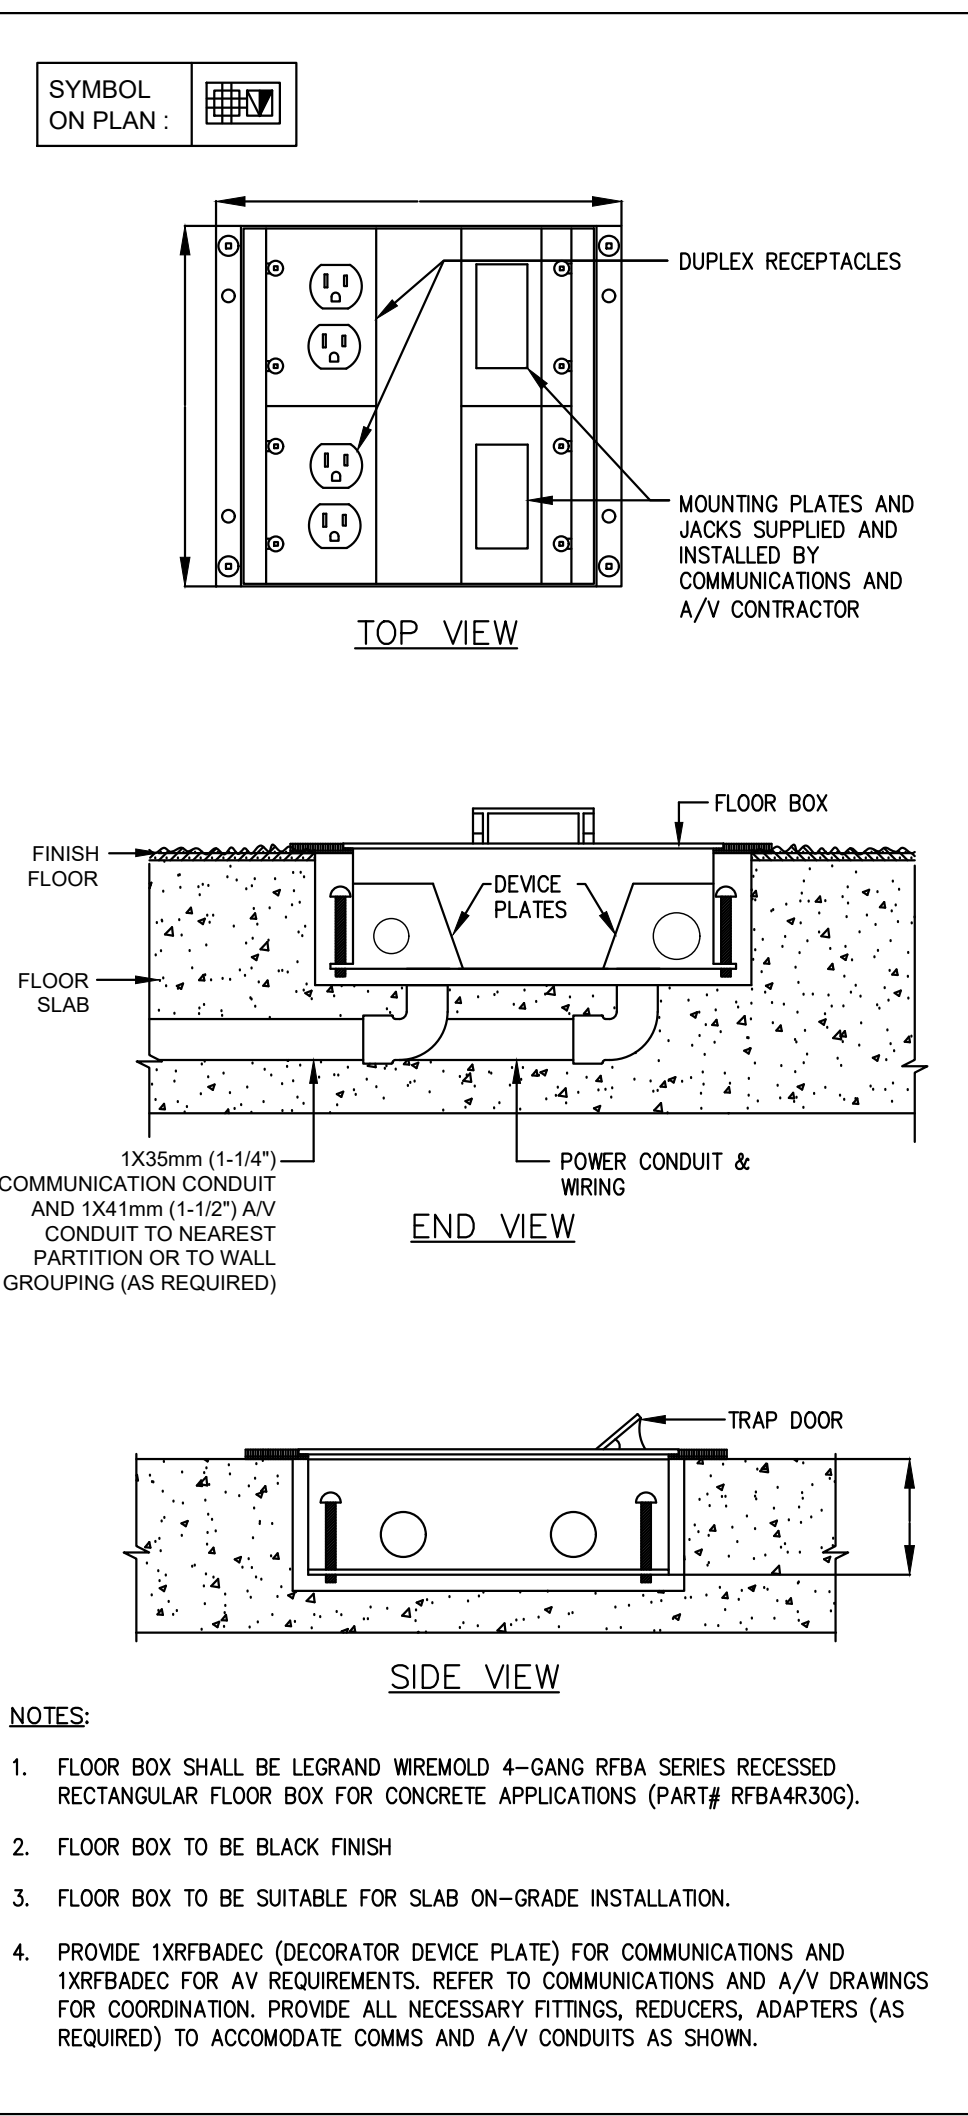 SYMBOL
ON PLAN :
DUPLEX RECEPTACLES
MOUNTING PLATES AND
JACKS SUPPLIED AND
INSTALLED BY
COMMUNICATIONS AND
A/V CONTRACTOR
TOP VIEW
FLOOR BOX
FINISH
FLOOR
DEVICE
PLATES
FLOOR
SLAB
1X35mm (1-1/4")
COMMUNICATION CONDUIT
AND 1X41mm (1-1/2") A/V
CONDUIT TO NEAREST
PARTITION OR TO WALL
GROUPING (AS REQUIRED)
POWER CONDUIT &
WIRING
END VIEW
TRAP DOOR
SIDE VIEW
NOTES:
1. FLOOR BOX SHALL BE LEGRAND WIREMOLD 4-GANG RFBA SERIES RECESSED
RECTANGULAR FLOOR BOX FOR CONCRETE APPLICATIONS (PART# RFBA4R30G).
2. FLOOR BOX TO BE BLACK FINISH
3. FLOOR BOX TO BE SUITABLE FOR SLAB ON-GRADE INSTALLATION.
4. PROVIDE 1XRFBADEC (DECORATOR DEVICE PLATE) FOR COMMUNICATIONS AND
1XRFBADEC FOR AV REQUIREMENTS. REFER TO COMMUNICATIONS AND A/V DRAWINGS
FOR COORDINATION. PROVIDE ALL NECESSARY FITTINGS, REDUCERS, ADAPTERS (AS
REQUIRED) TO ACCOMODATE COMMS AND A/V CONDUITS AS SHOWN.